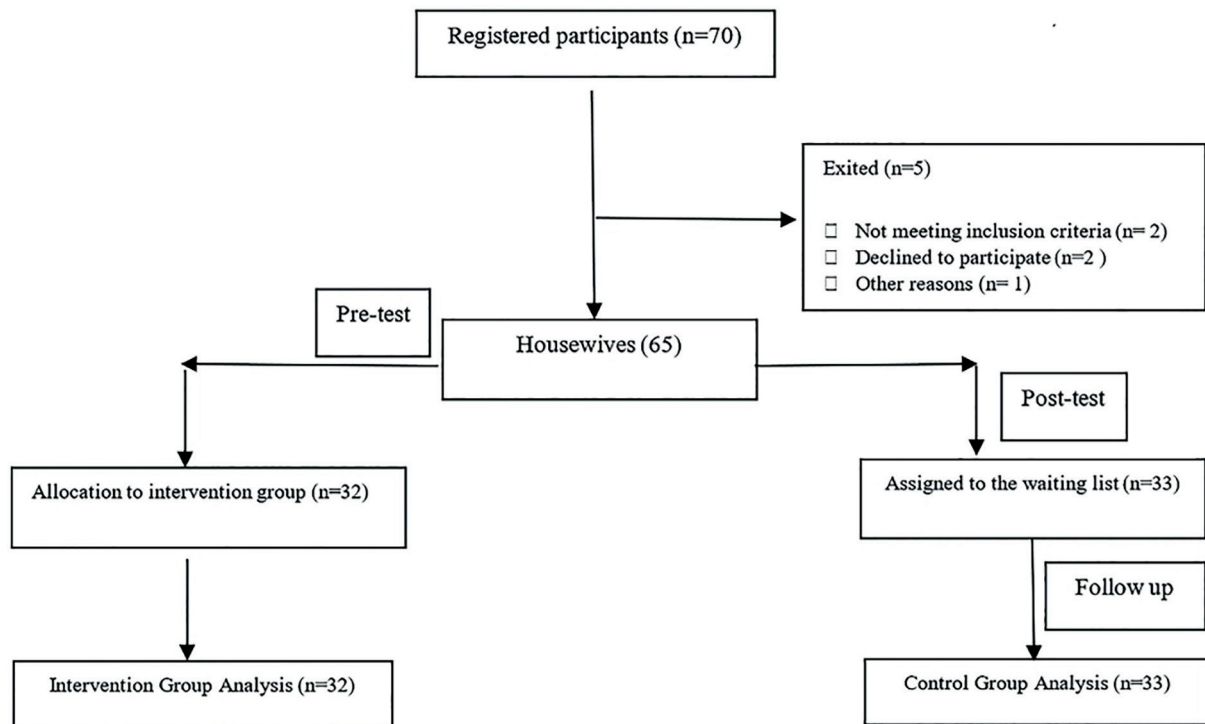 Registered participants (n=70)
Exited (n=5)
□ Not meeting inclusion criteria (n= 2)
□ Declined to participate (n=2 )
□ Other reasons (n= 1)
Pre-test
Housewives (65)
Post-test
Allocation to intervention group (n=32)
Assigned to the waiting list (n=33)
Follow up
Intervention Group Analysis (n=32)
Control Group Analysis (n=33)